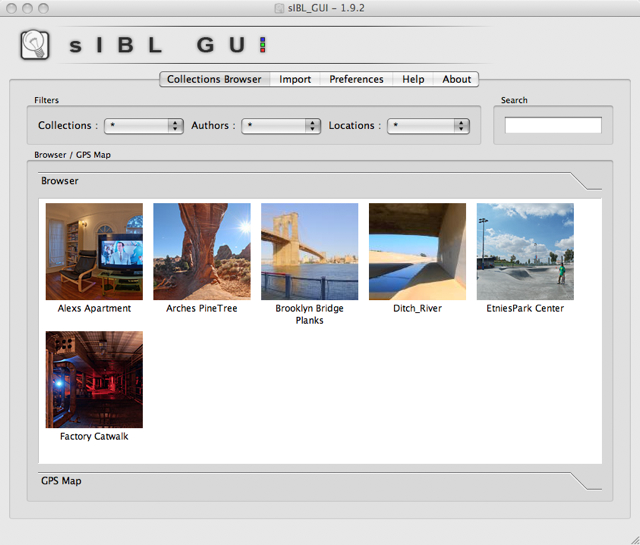 sIBL_GUI – 1.9.2
sIBL GUI
Collections Browser Import Preferences Help About
Filters
Search
Collections : * Authors : * Locations : *
Browser / GPS Map
Browser
Alexs Apartment
Arches PineTree
Brooklyn Bridge
Planks
Ditch_River
EtniesPark Center
Factory Catwalk
GPS Map